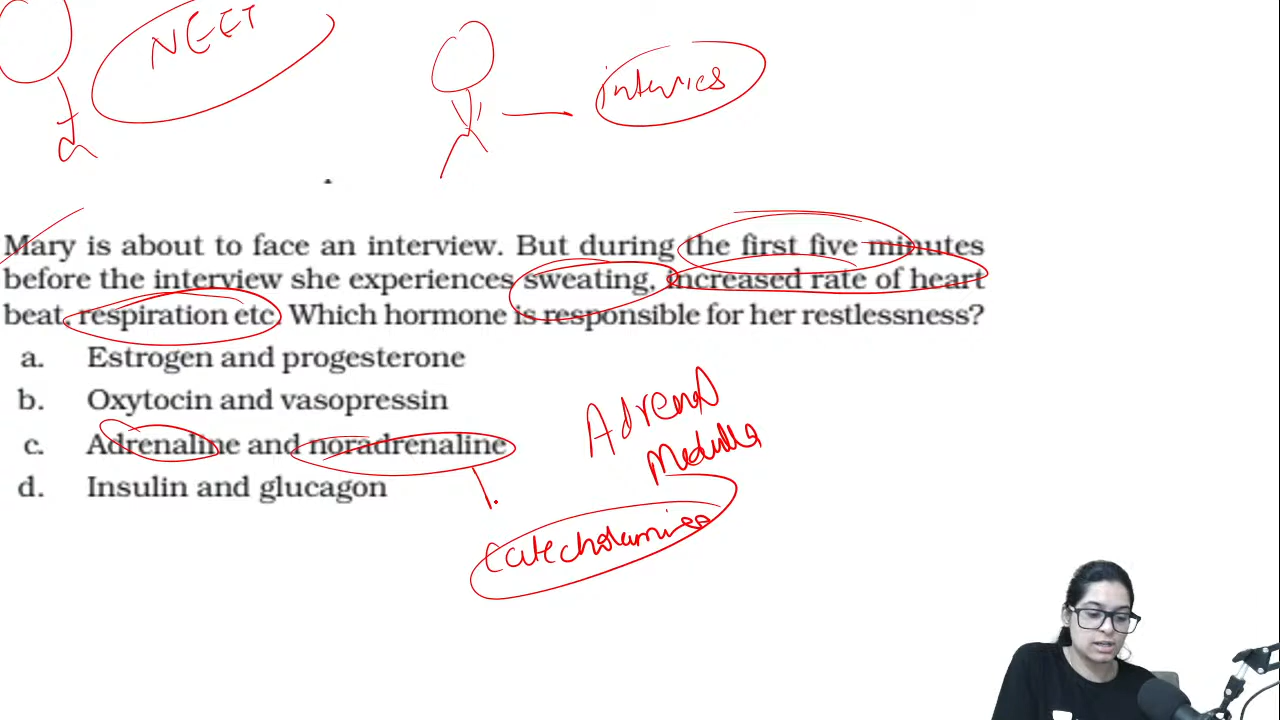 NEET
interview
Mary is about to face an interview. But during the first five minutes
before the interview she experiences sweating, increased rate of heart
beat, respiration etc. Which hormone is responsible for her restlessness?
a. Estrogen and progesterone
b. Oxytocin and vasopressin
c. Adrenaline and noradrenaline
d. Insulin and glucagon
Adrenal
Medulla
Catecholamines